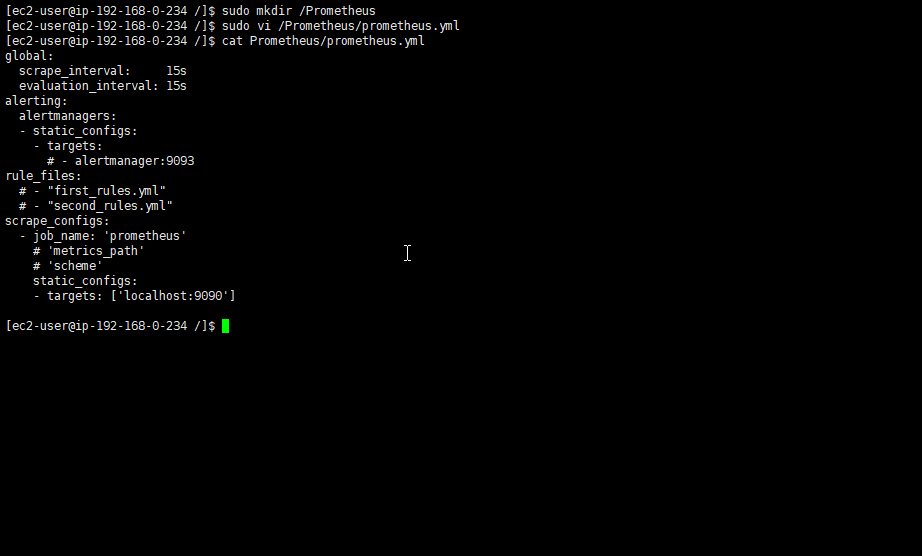 [ec2-user@ip-192-168-0-234 /]$ sudo mkdir /Prometheus
[ec2-user@ip-192-168-0-234 /]$ sudo vi /Prometheus/prometheus.yml
[ec2-user@ip-192-168-0-234 /]$ cat Prometheus/prometheus.yml
global:
  scrape_interval:     15s
  evaluation_interval: 15s
alerting:
  alertmanagers:
  - static_configs:
    - targets:
      # - alertmanager:9093
rule_files:
  # - "first_rules.yml"
  # - "second_rules.yml"
scrape_configs:
  - job_name: 'prometheus'
    # 'metrics_path'
    # 'scheme'
    static_configs:
    - targets: ['localhost:9090']
[ec2-user@ip-192-168-0-234 /]$